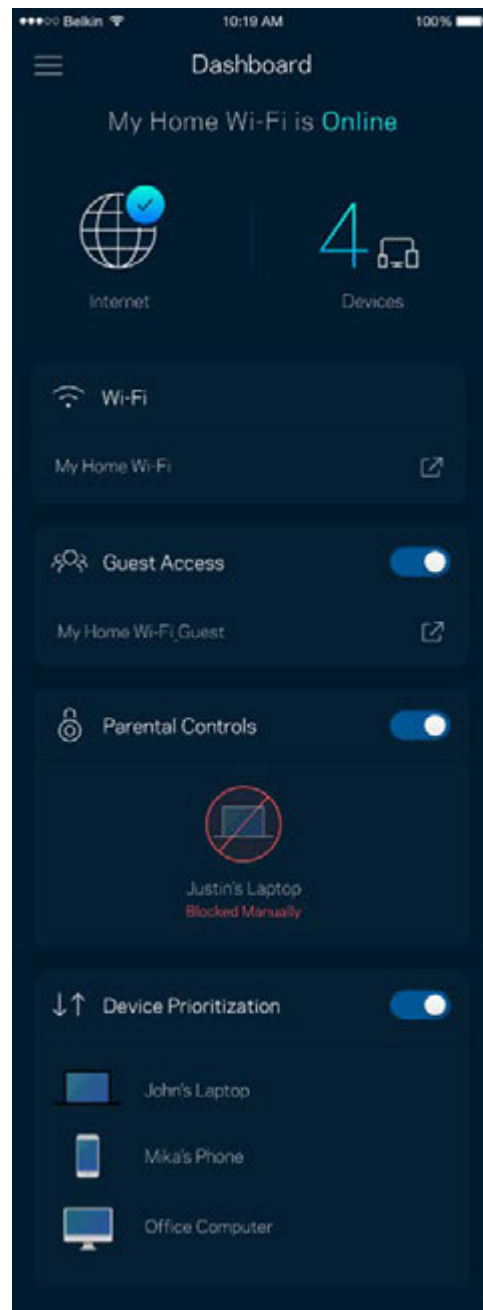 Belkin 10:19 AM 100%
Dashboard
My Home Wi-Fi is Online
4
Internet
Devices
Wi-Fi
My Home Wi-Fi
Guest Access
My Home Wi-Fi_Guest
Parental Controls
Justin's Laptop
Blocked Manually
Device Prioritization
John's Laptop
Mika's Phone
Office Computer